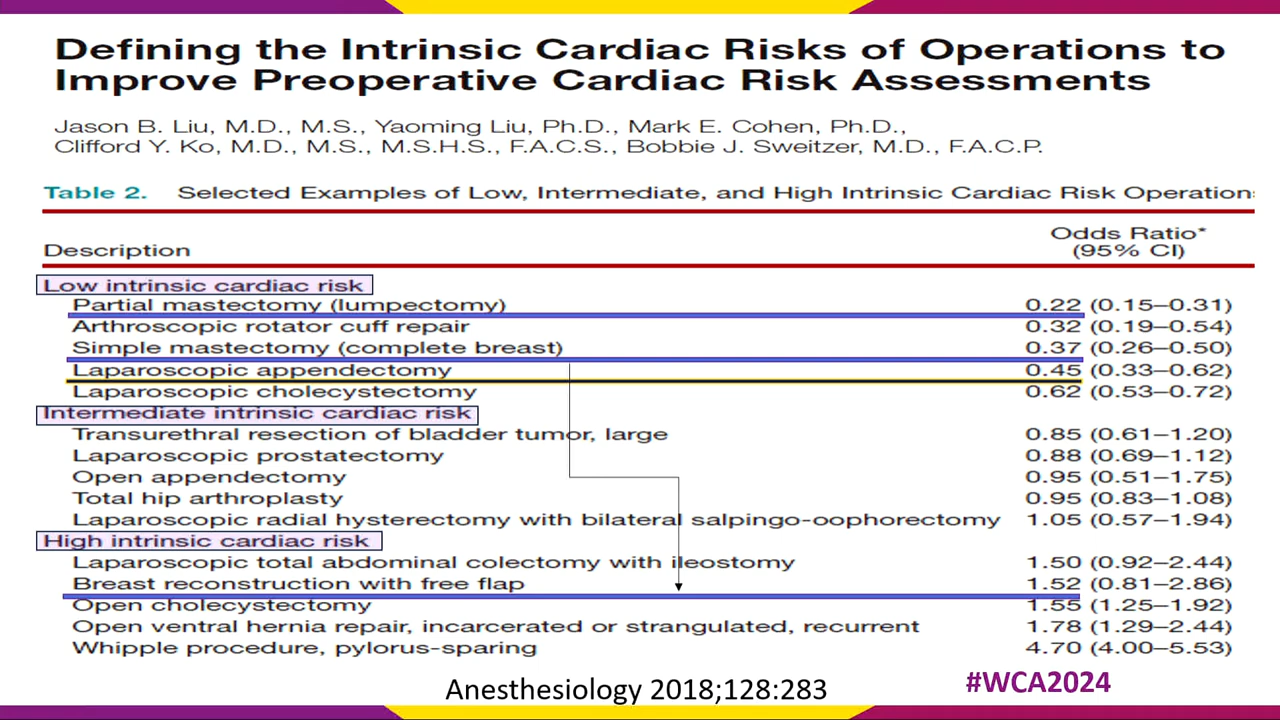 Defining the Intrinsic Cardiac Risks of Operations to
Improve Preoperative Cardiac Risk Assessments
Jason B. Liu, M.D., M.S., Yaoming Liu, Ph.D., Mark E. Cohen, Ph.D.,
Clifford Y. Ko, M.D., M.S., M.S.H.S., F.A.C.S., Bobbie J. Sweitzer, M.D., F.A.C.P.
Table 2. Selected Examples of Low, Intermediate, and High Intrinsic Cardiac Risk Operation
Odds Ratio*
Description (95% CI)
Low intrinsic cardiac risk
Partial mastectomy (lumpectomy) 0.22 (0.15–0.31)
Arthroscopic rotator cuff repair 0.32 (0.19–0.54)
Simple mastectomy (complete breast) 0.37 (0.26–0.50)
Laparoscopic appendectomy 0.45 (0.33–0.62)
Laparoscopic cholecystectomy 0.62 (0.53–0.72)
Intermediate intrinsic cardiac risk
Transurethral resection of bladder tumor, large 0.85 (0.61–1.20)
Laparoscopic prostatectomy 0.88 (0.69–1.12)
Open appendectomy 0.95 (0.51–1.75)
Total hip arthroplasty 0.95 (0.83–1.08)
Laparoscopic radial hysterectomy with bilateral salpingo-oophorectomy 1.05 (0.57–1.94)
High intrinsic cardiac risk
Laparoscopic total abdominal colectomy with ileostomy 1.50 (0.92–2.44)
Breast reconstruction with free flap 1.52 (0.81–2.86)
Open cholecystectomy 1.55 (1.25–1.92)
Open ventral hernia repair, incarcerated or strangulated, recurrent 1.78 (1.29–2.44)
Whipple procedure, pylorus-sparing 4.70 (4.00–5.53)
Anesthesiology 2018;128:283
#WCA2024